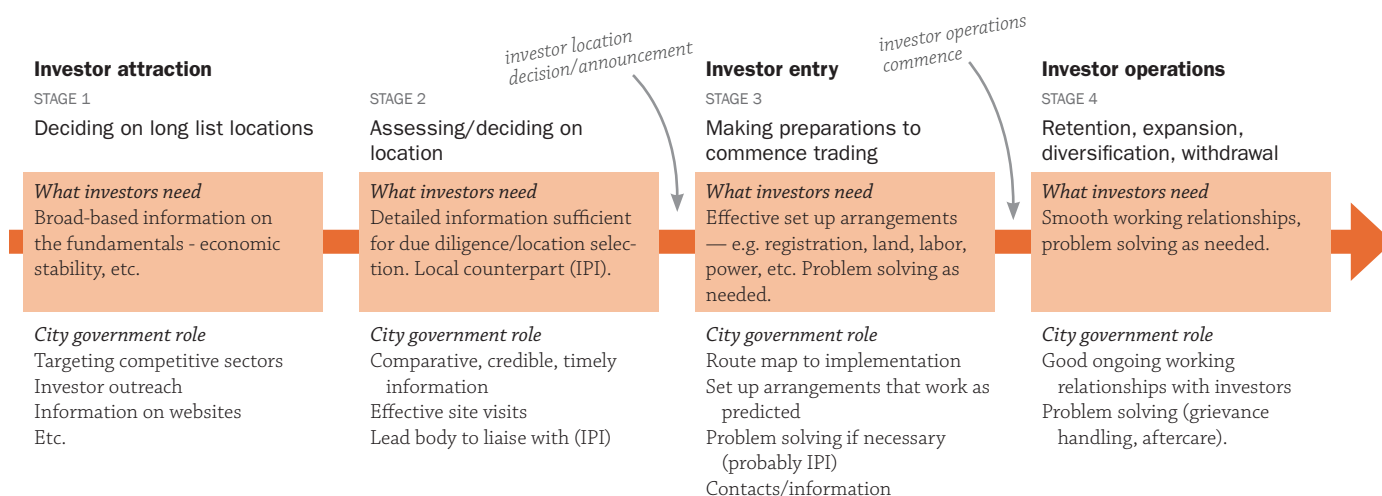 investor location
decision/announcement
investor operations
commence
Investor attraction
STAGE 1
Deciding on long list locations
What investors need
Broad-based information on
the fundamentals - economic
stability, etc.
City government role
Targeting competitive sectors
Investor outreach
Information on websites
Etc.
STAGE 2
Assessing/deciding on
location
What investors need
Detailed information sufficient
for due diligence/location selec-
tion. Local counterpart (IPI).
City government role
Comparative, credible, timely
information
Effective site visits
Lead body to liaise with (IPI)
Investor entry
STAGE 3
Making preparations to
commence trading
What investors need
Effective set up arrangements
— e.g. registration, land, labor,
power, etc. Problem solving as
needed.
City government role
Route map to implementation
Set up arrangements that work as
predicted
Problem solving if necessary
(probably IPI)
Contacts/information
Investor operations
STAGE 4
Retention, expansion,
diversification, withdrawal
What investors need
Smooth working relationships,
problem solving as needed.
City government role
Good ongoing working
relationships with investors
Problem solving (grievance
handling, aftercare).